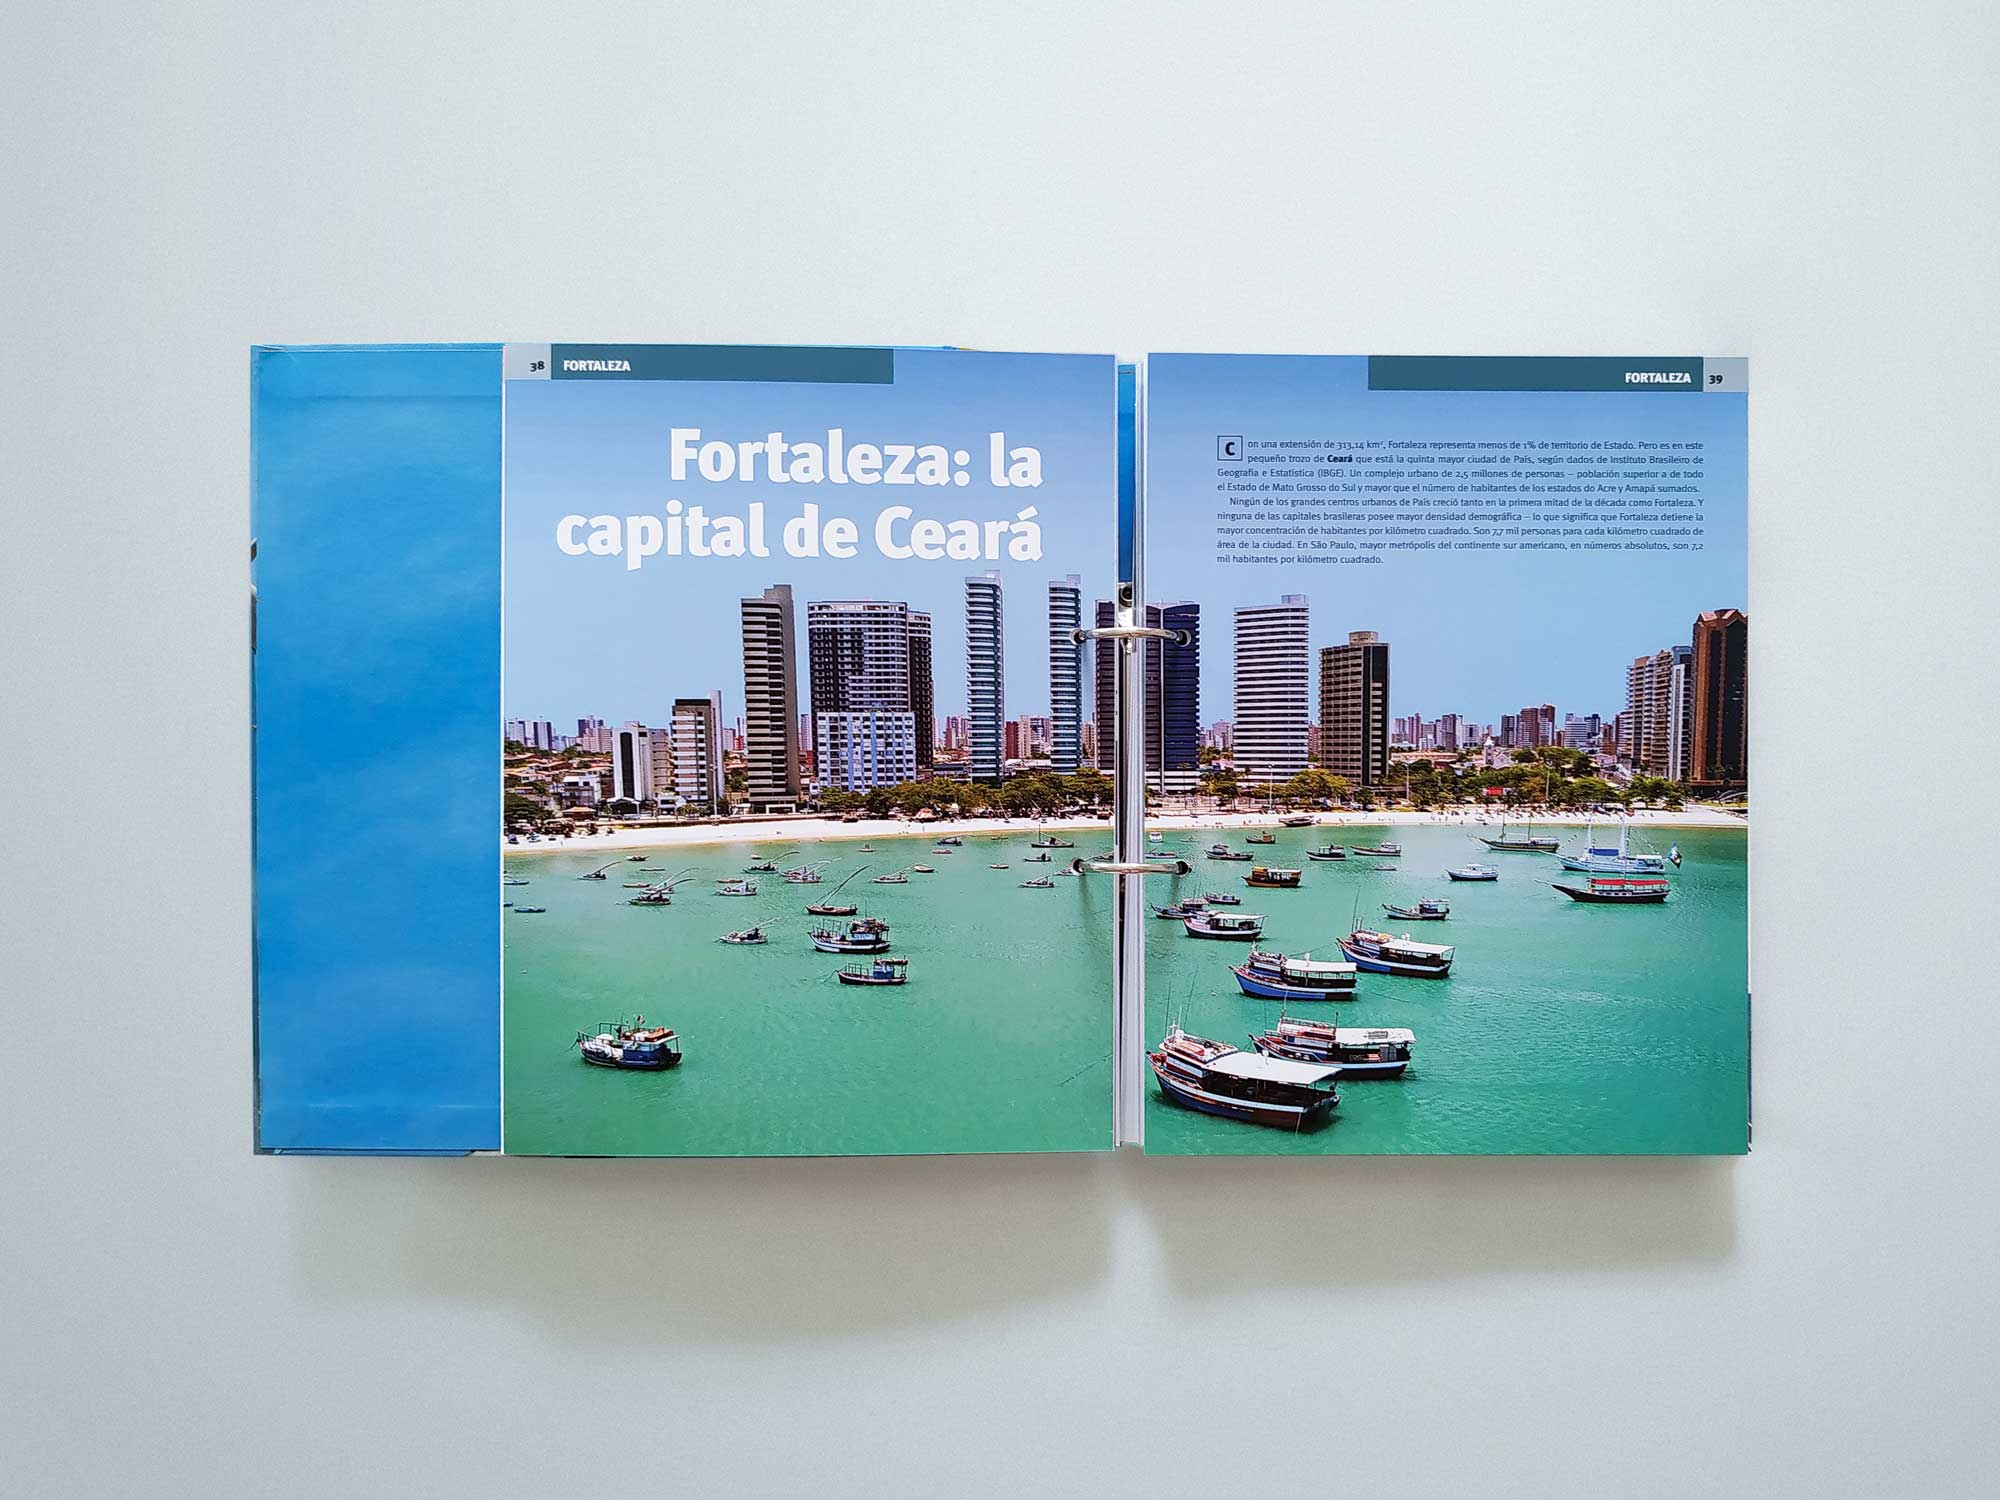 38 FORTALEZA
Fortaleza: la
capital de Ceará
FORTALEZA 39
Con una extensión de 313,14 km², Fortaleza representa menos de 1% de territorio de Estado. Pero es en este
pequeño trozo de Ceará que está la quinta mayor ciudad de País, según dados de Instituto Brasileiro de
Geografia e Estatística (IBGE). Un complejo urbano de 2,5 millones de personas – población superior a de todo
el Estado de Mato Grosso do Sul y mayor que el número de habitantes de los estados do Acre y Amapá sumados.
Ningún de los grandes centros urbanos de País creció tanto en la primera mitad de la década como Fortaleza. Y
ninguna de las capitales brasileras posee mayor densidad demográfica – lo que significa que Fortaleza detiene la
mayor concentración de habitantes por kilómetro cuadrado. Son 7,7 mil personas para cada kilómetro cuadrado de
área de la ciudad. En São Paulo, mayor metrópolis del continente sur americano, en números absolutos, son 7,2
mil habitantes por kilómetro cuadrado.